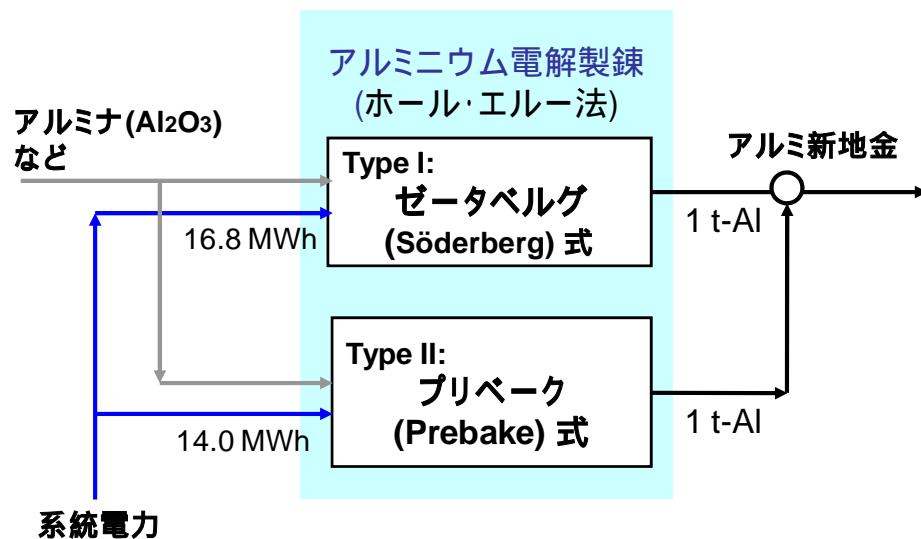 アルミニウム電解製錬
(ホール・エルー法)
アルミナ(Al2O3)
など
Type I:
ゼータベルグ
(Söderberg) 式
16.8 MWh
アルミ新地金
1 t-Al
Type II:
プリベーク
(Prebake) 式
14.0 MWh
1 t-Al
系統電力